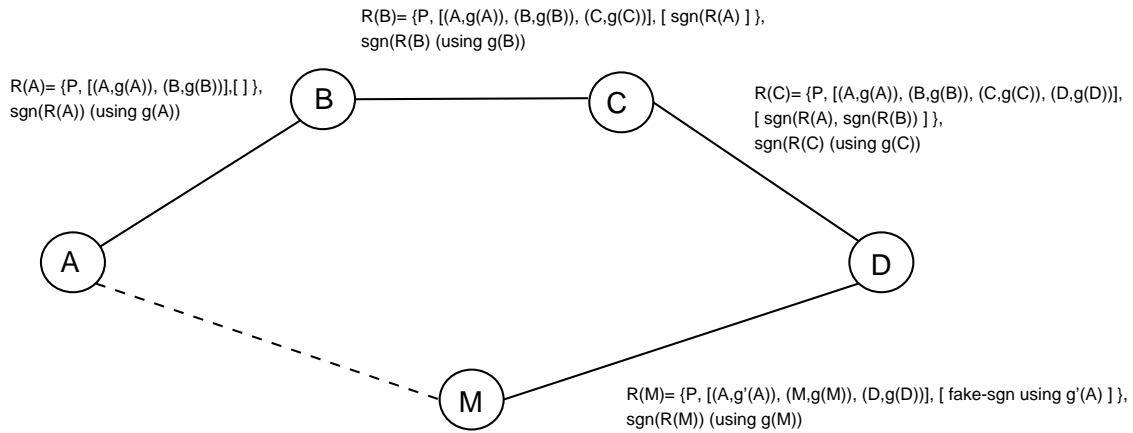 R(B)= {P, [(A,g(A)), (B,g(B)), (C,g(C))], [ sgn(R(A) ] },
sgn(R(B) (using g(B))
R(A)= {P, [(A,g(A)), (B,g(B))],[ ] },
sgn(R(A)) (using g(A))
B
C
R(C)= {P, [(A,g(A)), (B,g(B)), (C,g(C)), (D,g(D))],
[ sgn(R(A), sgn(R(B)) ] },
sgn(R(C) (using g(C))
A
D
M
R(M)= {P, [(A,g'(A)), (M,g(M)), (D,g(D))], [ fake-sgn using g'(A) ] },
sgn(R(M)) (using g(M))